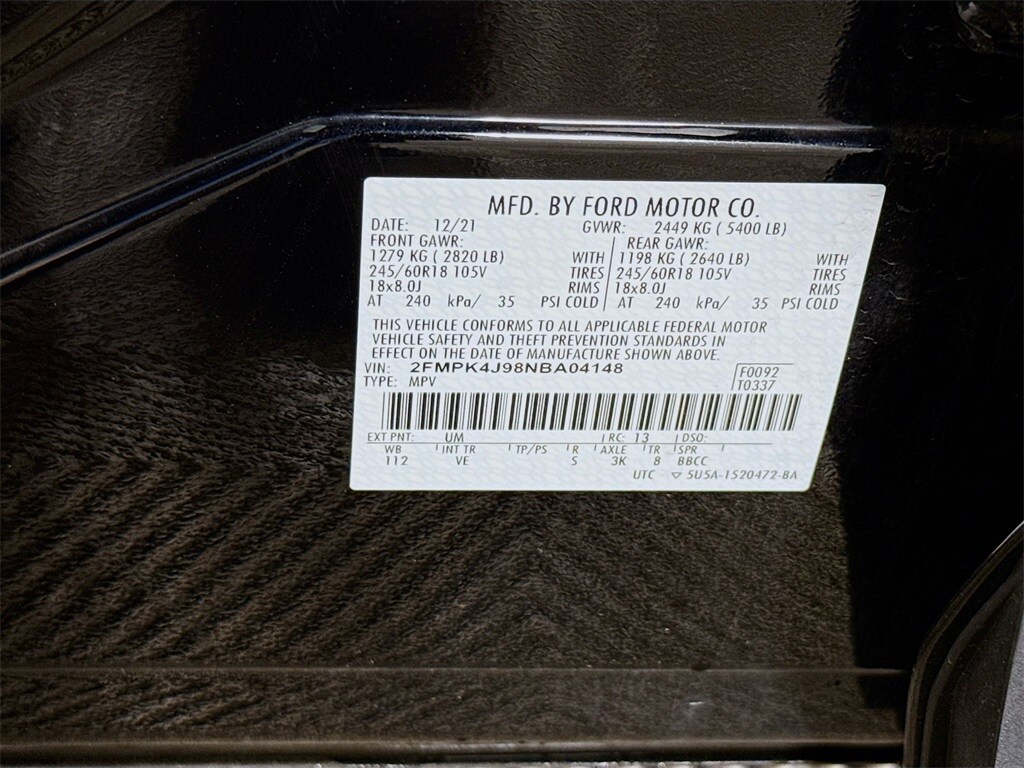 MFD. BY FORD MOTOR CO.
DATE: 12/21 GVWR: 2449 KG ( 5400 LB)
FRONT GAWR: REAR GAWR:
1279 KG ( 2820 LB) WITH 1198 KG ( 2640 LB) WITH
245/60R18 105V TIRES 245/60R18 105V TIRES
18x8.0J RIMS 18x8.0J RIMS
AT 240 kPa/ 35 PSI COLD AT 240 kPa/ 35 PSI COLD
THIS VEHICLE CONFORMS TO ALL APPLICABLE FEDERAL MOTOR
VEHICLE SAFETY AND THEFT PREVENTION STANDARDS IN
EFFECT ON THE DATE OF MANUFACTURE SHOWN ABOVE.
VIN: 2FMPK4J98NBA04148 F0092
TYPE: MPV T0337
EXT PNT: UM RC: 13 DSO:
WB INT TR TP/PS R AXLE TR SPR
112 VE S 3K 8 BBCC
UTC ▽ 5U5A-1520472-BA